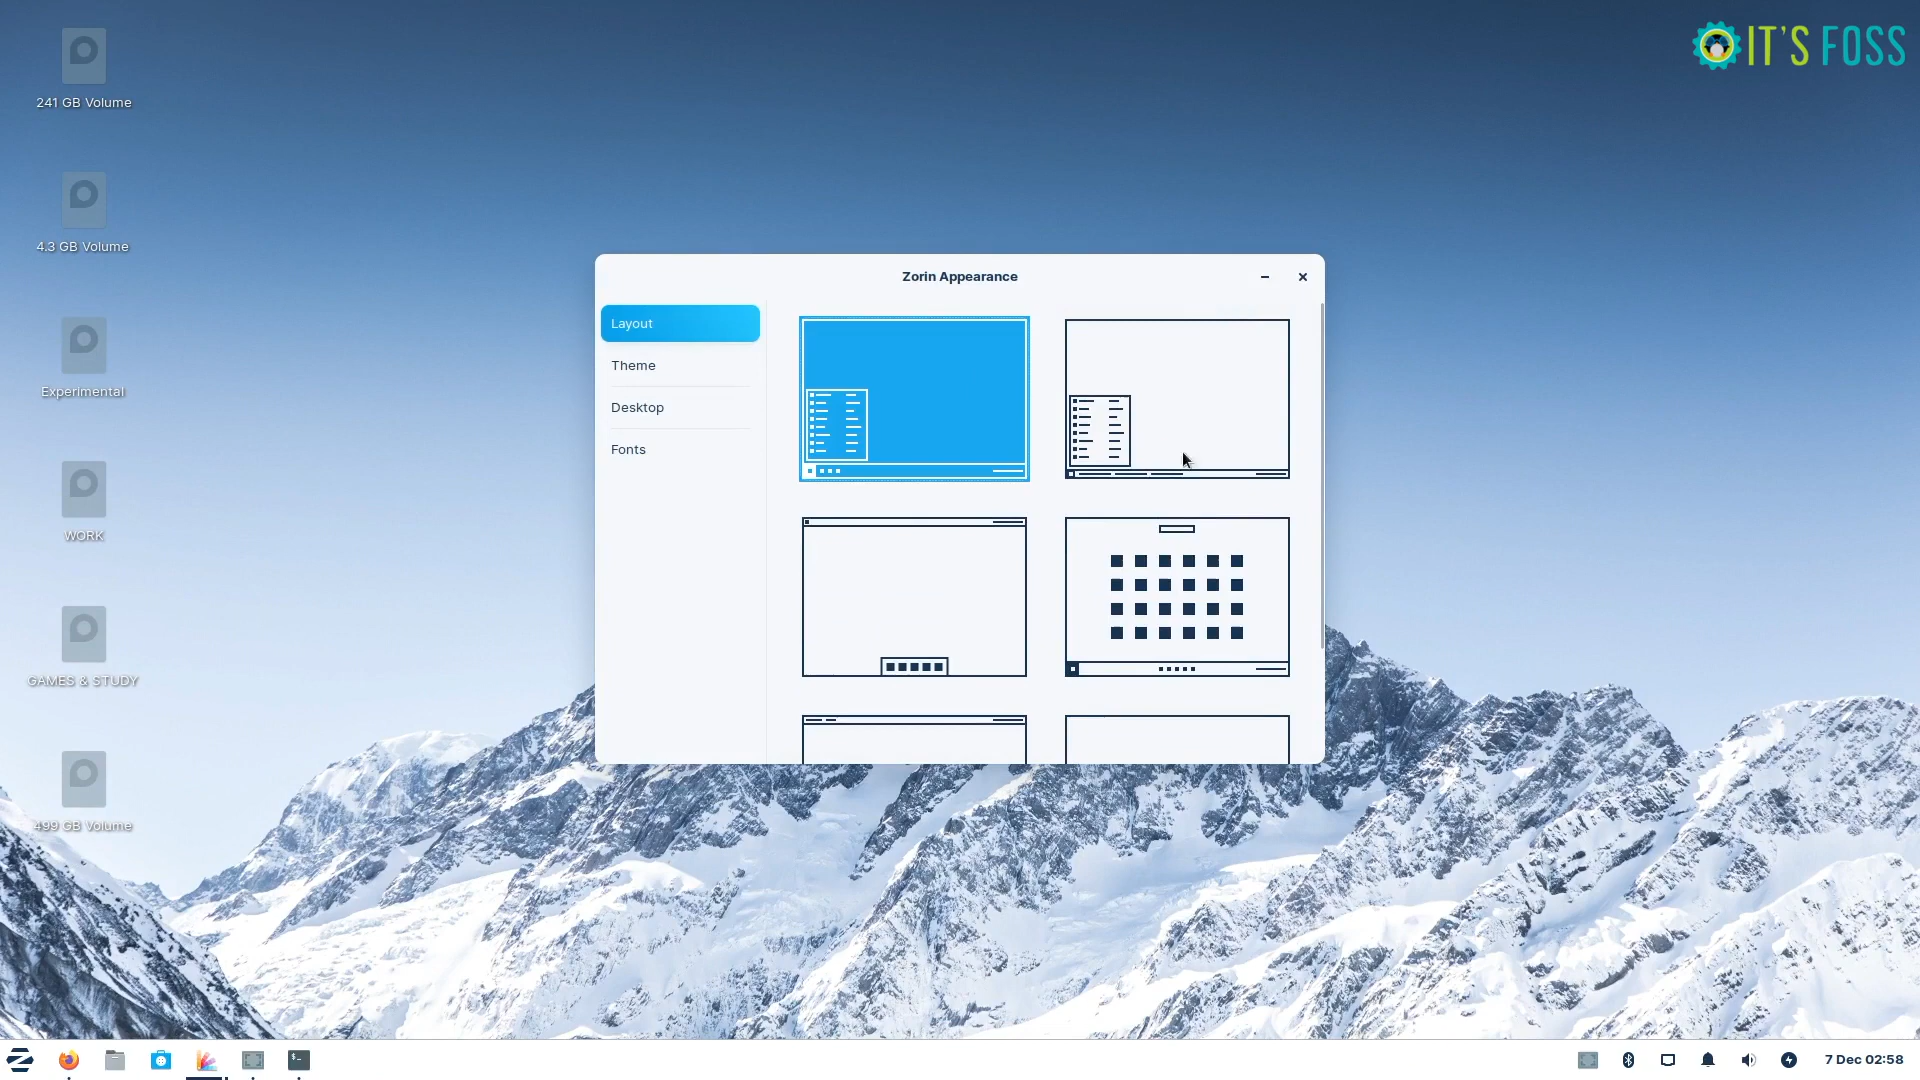 IT'S FOSS
241 GB Volume
4.3 GB Volume
Experimental
WORK
GAMES & STUDY
499 GB Volume
Zorin Appearance
Layout
Theme
Desktop
Fonts
7 Dec 02:58